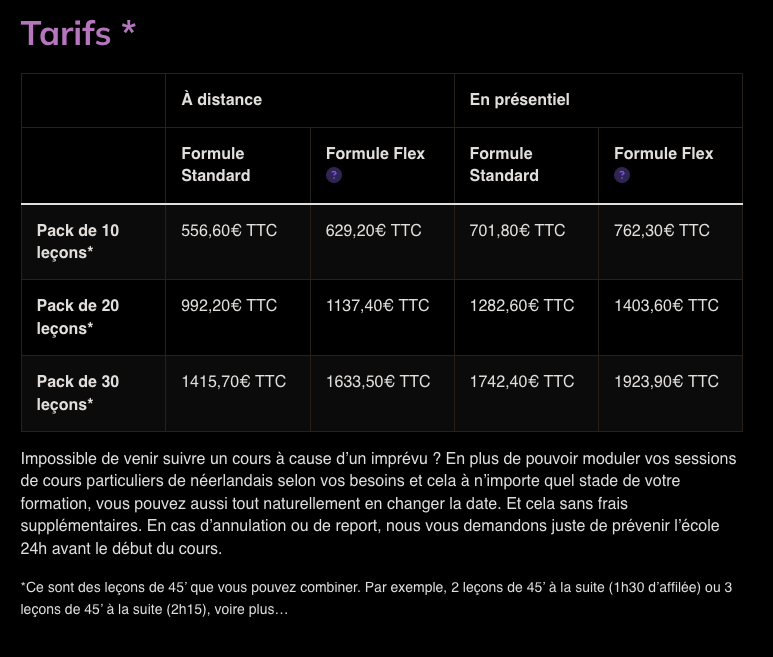 Tarifs *
À distance
En présentiel
Formule Standard
Formule Flex
?
Formule Standard
Formule Flex
?
Pack de 10 leçons*
556,60€ TTC
629,20€ TTC
701,80€ TTC
762,30€ TTC
Pack de 20 leçons*
992,20€ TTC
1137,40€ TTC
1282,60€ TTC
1403,60€ TTC
Pack de 30 leçons*
1415,70€ TTC
1633,50€ TTC
1742,40€ TTC
1923,90€ TTC
Impossible de venir suivre un cours à cause d’un imprévu ? En plus de pouvoir moduler vos sessions
de cours particuliers de néerlandais selon vos besoins et cela à n’importe quel stade de votre
formation, vous pouvez aussi tout naturellement en changer la date. Et cela sans frais
supplémentaires. En cas d’annulation ou de report, nous vous demandons juste de prévenir l’école
24h avant le début du cours.
*Ce sont des leçons de 45’ que vous pouvez combiner. Par exemple, 2 leçons de 45’ à la suite (1h30 d’affilée) ou 3
leçons de 45’ à la suite (2h15), voire plus…